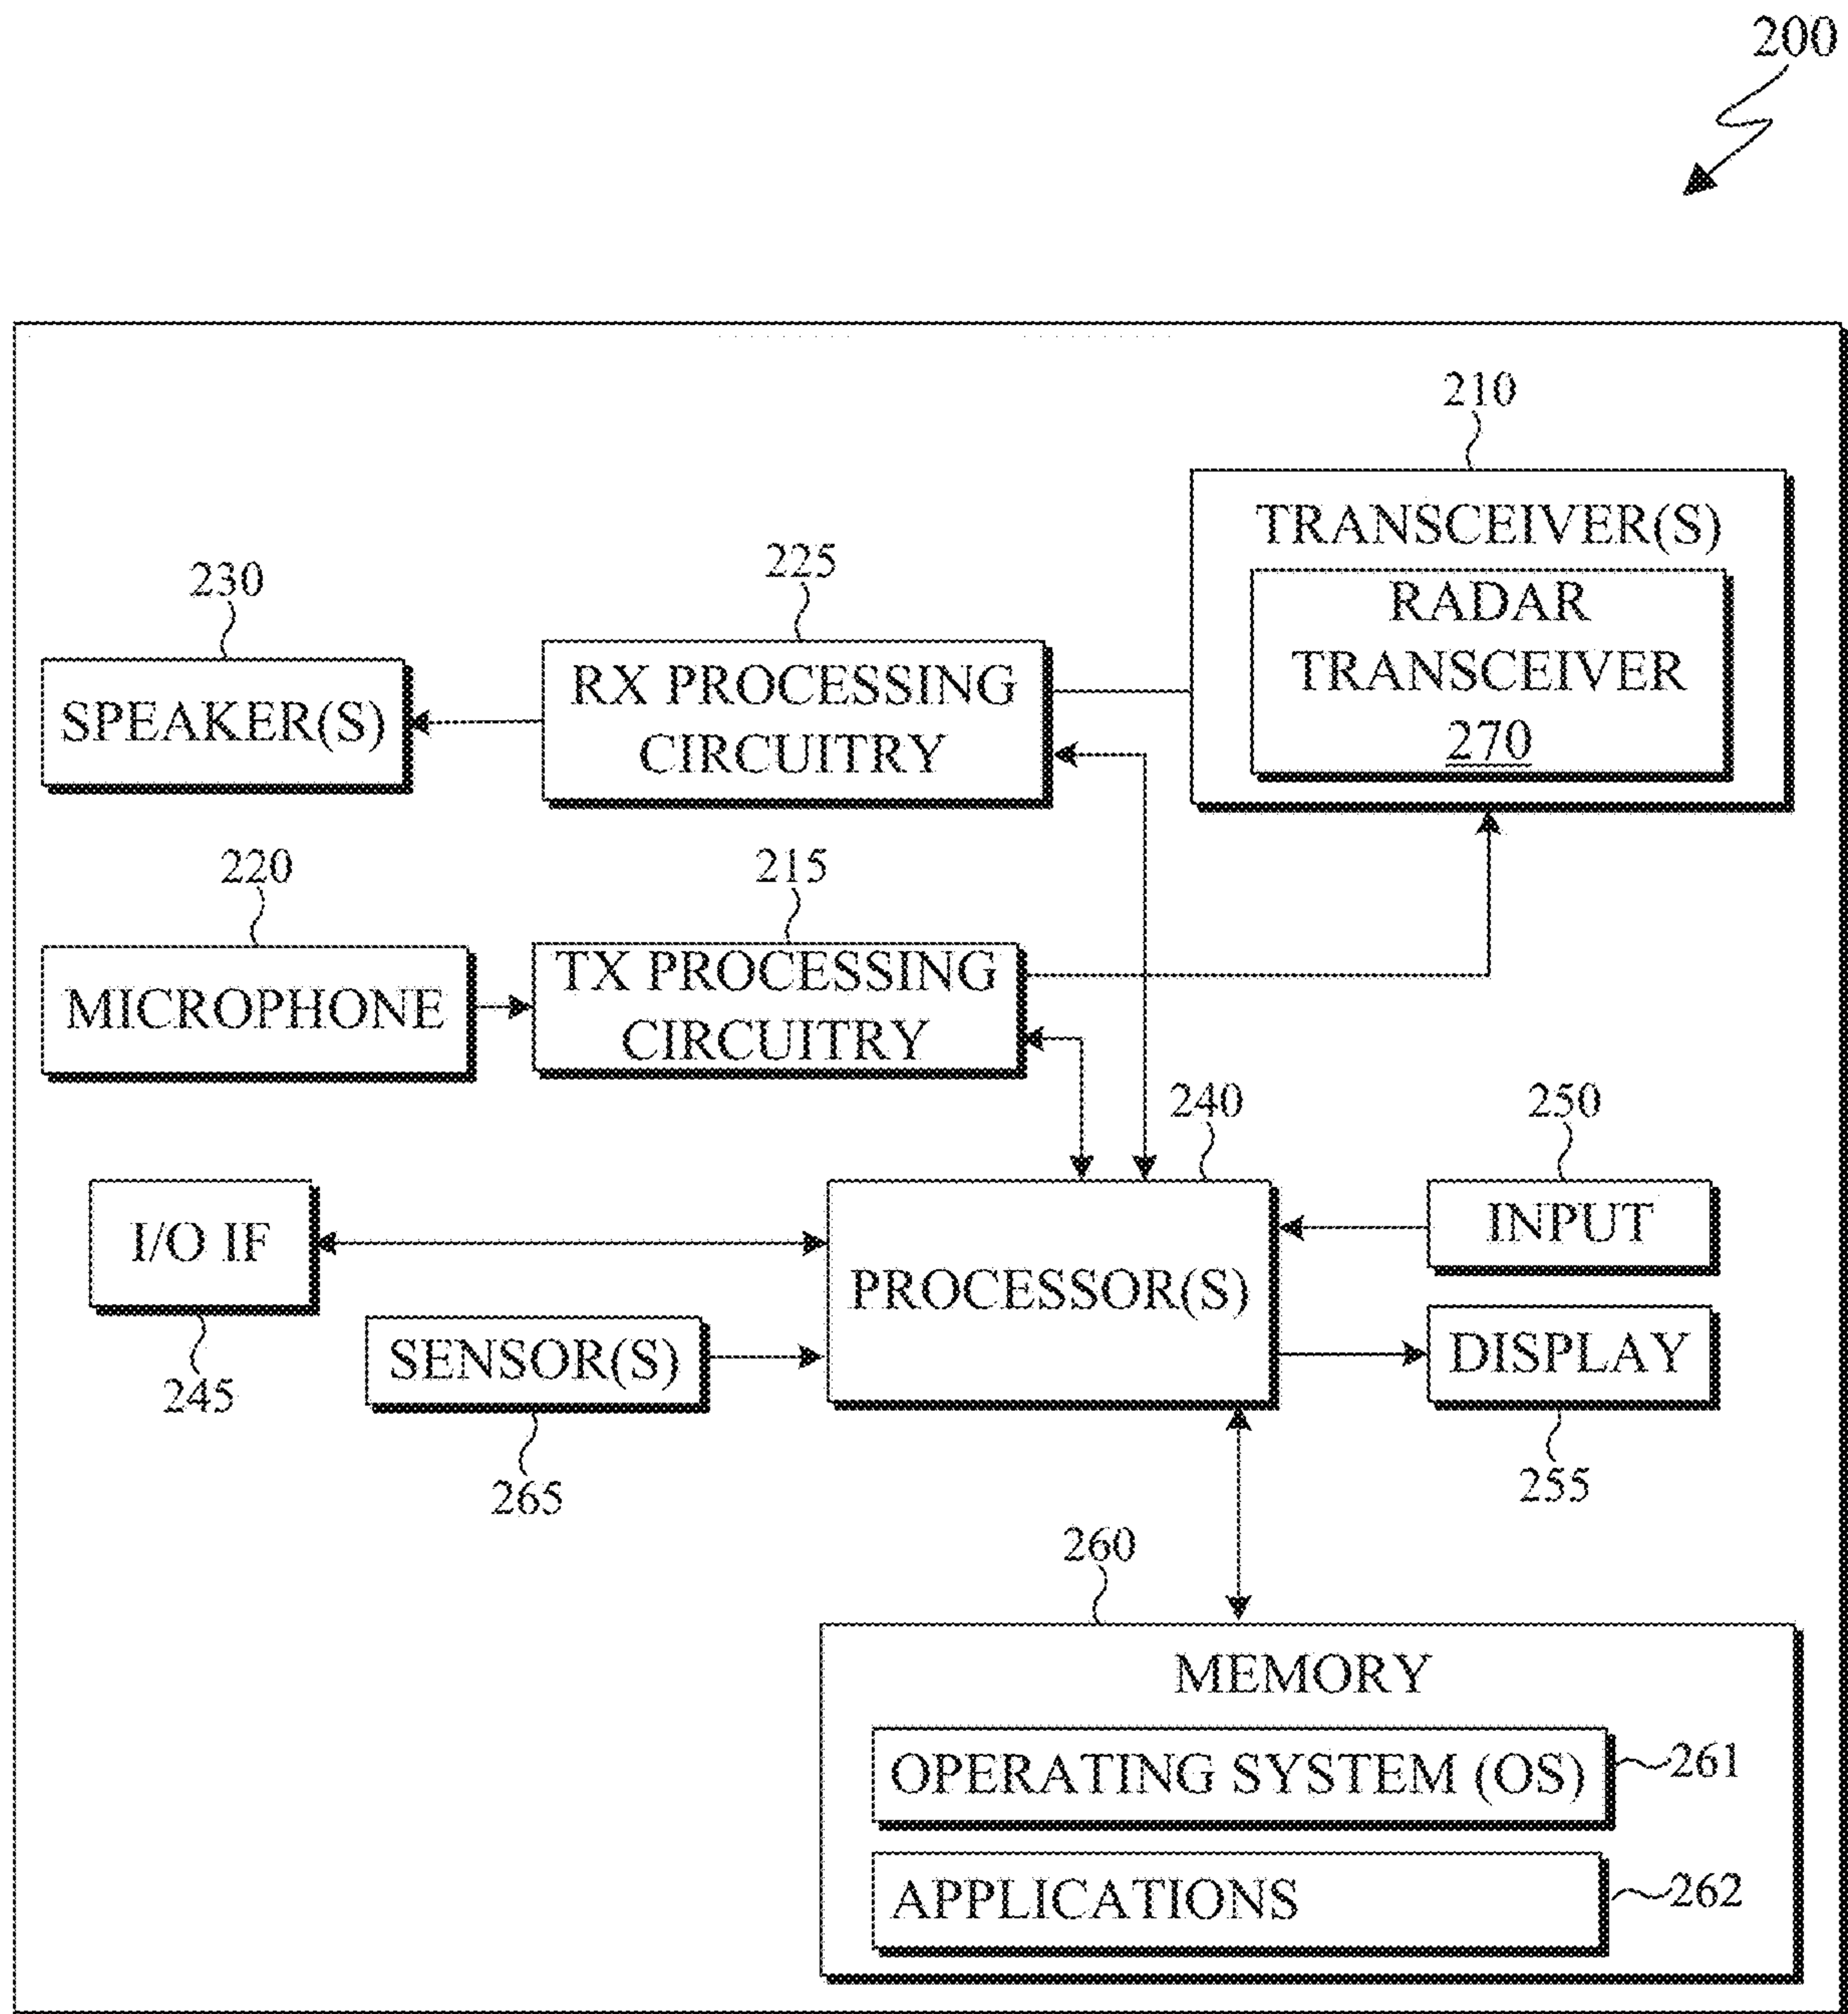 200
210
TRANSCEIVER(S)
RADAR
TRANSCEIVER
270
225
RX PROCESSING
CIRCUITRY
230
SPEAKER(S)
220
MICROPHONE
215
TX PROCESSING
CIRCUITRY
240
PROCESSOR(S)
250
INPUT
I/O IF
245
SENSOR(S)
265
DISPLAY
255
260
MEMORY
OPERATING SYSTEM (OS)
261
APPLICATIONS
262